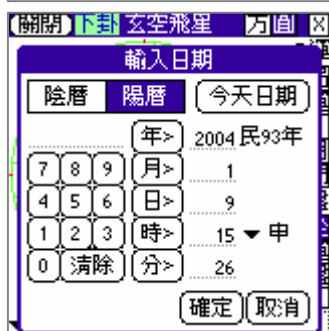 開關 下卦 玄空飛星 万 圓 X
輸入日期
陰曆 陽曆 今天日期
年> 2004 民93年
7 8 9 月> 1
4 5 6 日> 9
1 2 3 時> 15 申
0 清除 分> 26
確定 取消